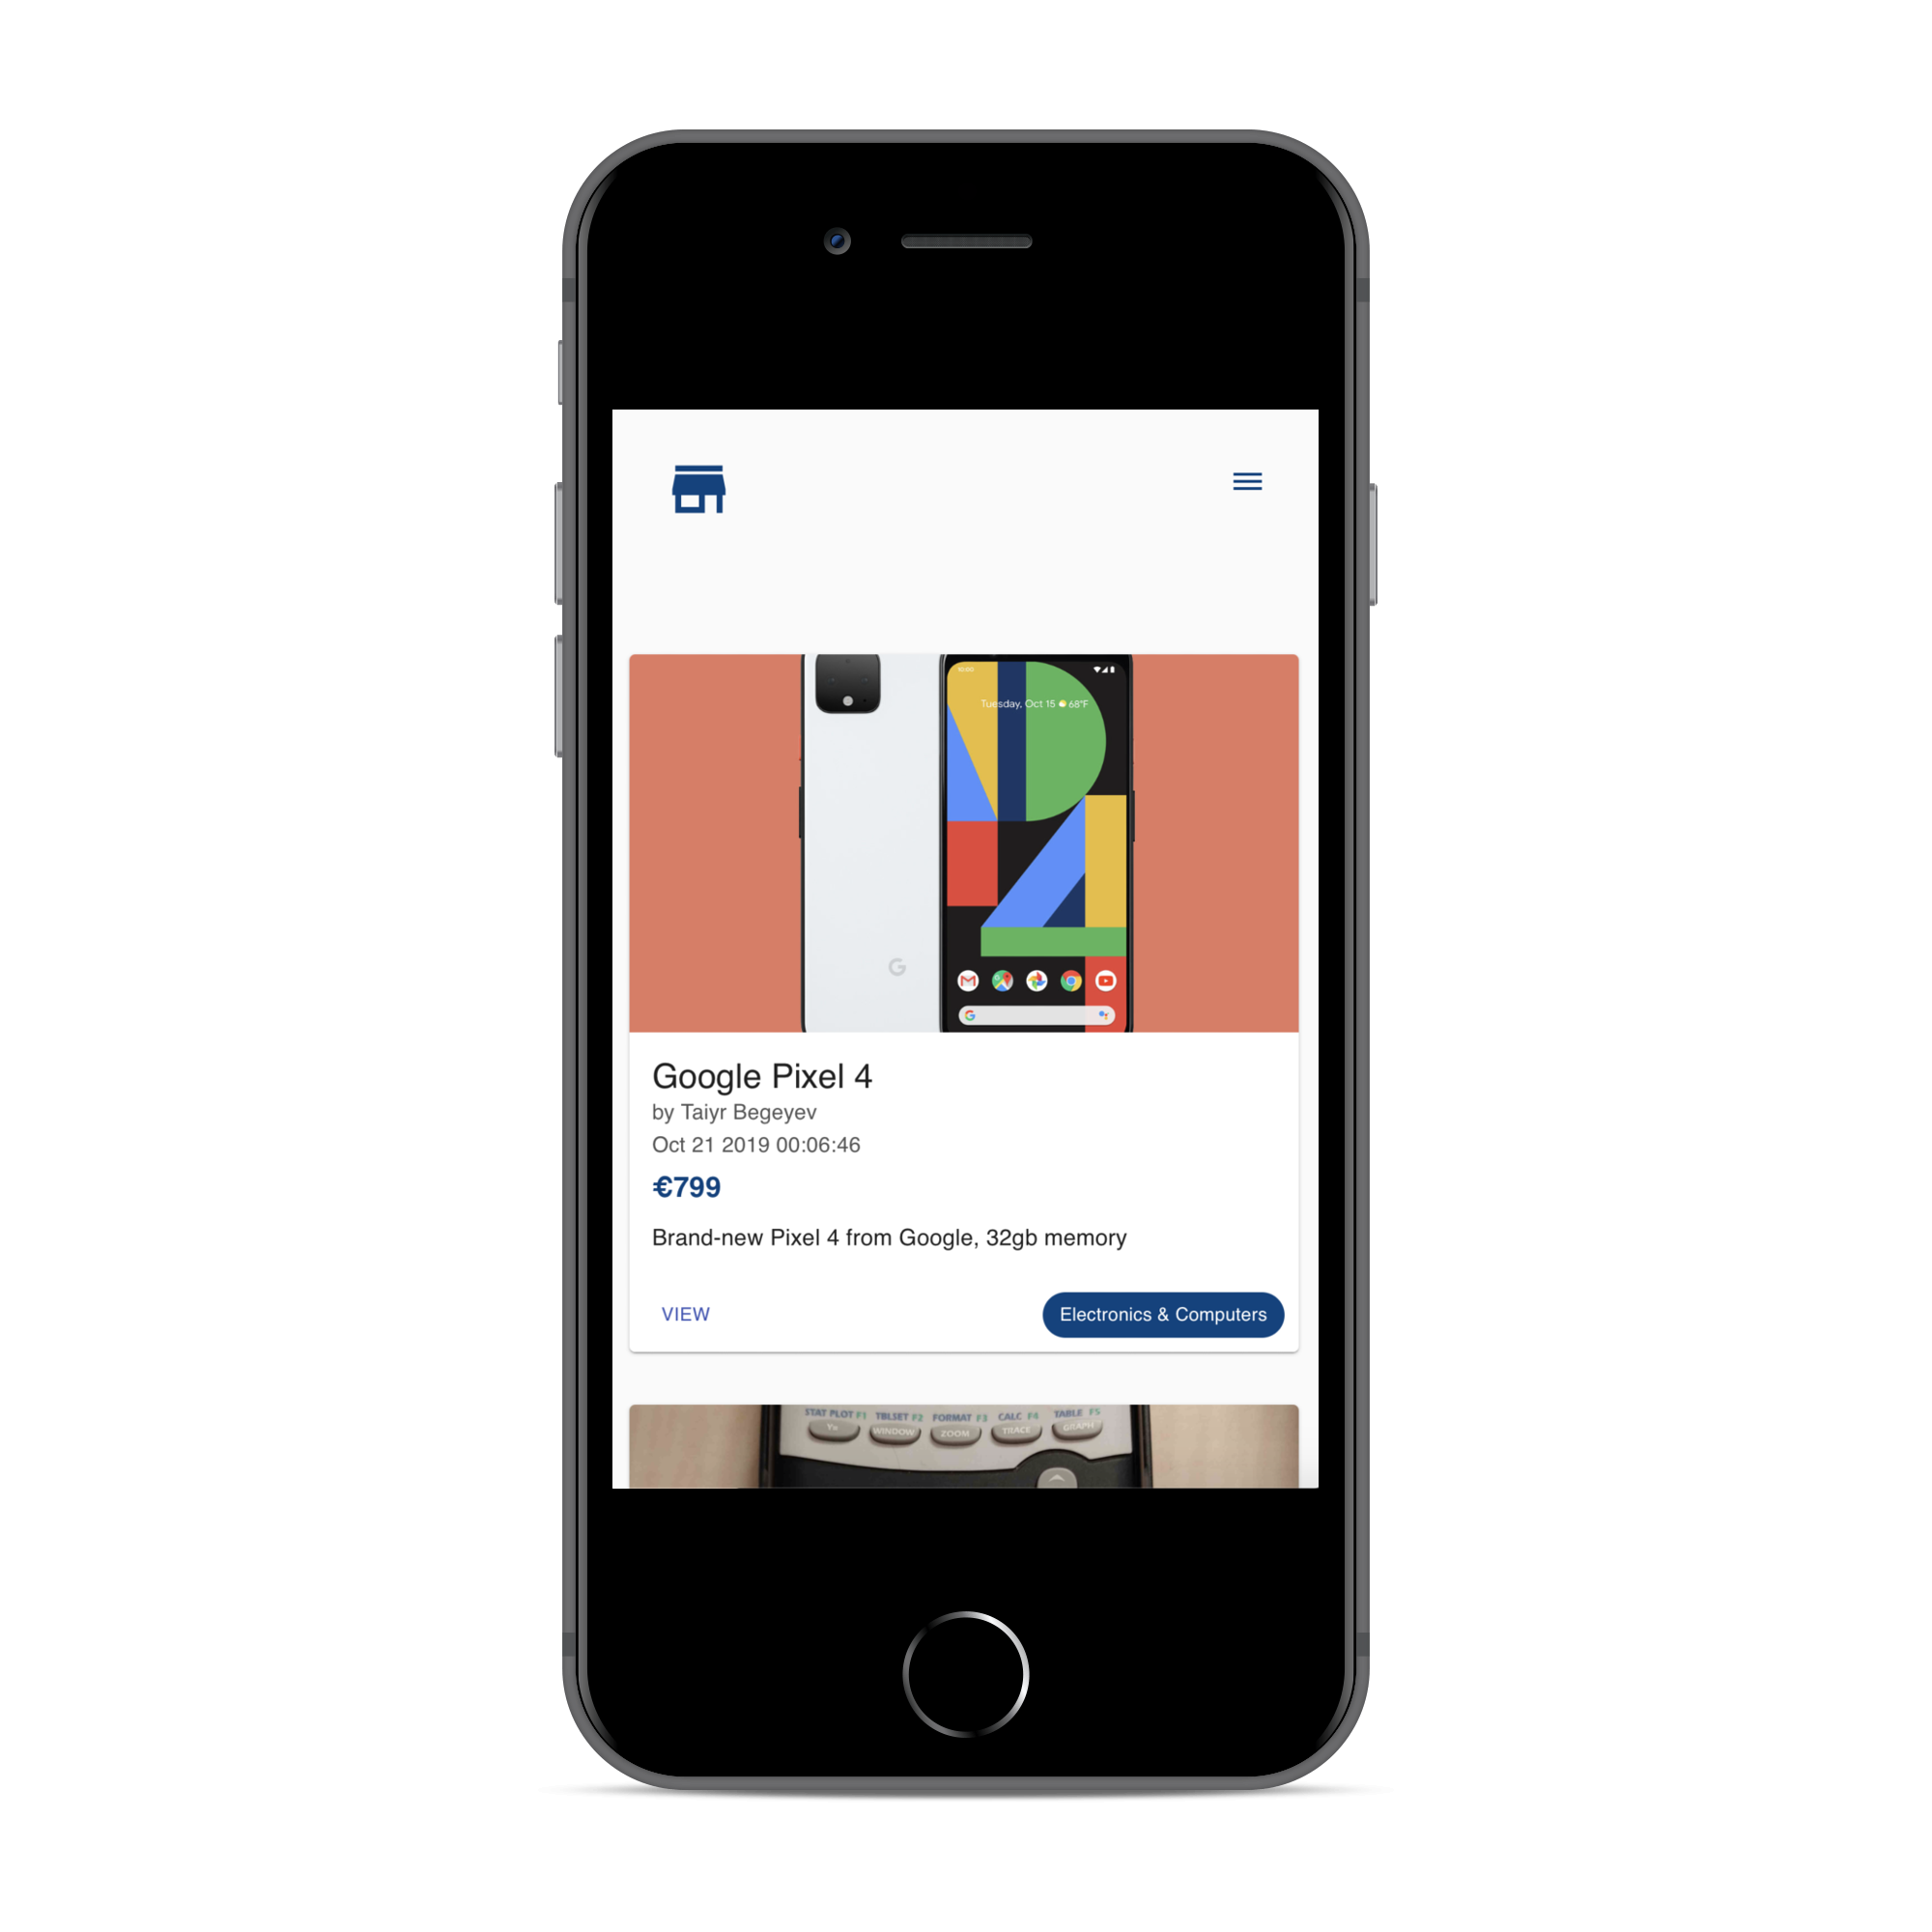 Tuesday, Oct 15 68°F
G
G
Google Pixel 4
by Taiyr Begeyev
Oct 21 2019 00:06:46
€799
Brand-new Pixel 4 from Google, 32gb memory
VIEW
Electronics & Computers
STAT PLOT F1 TBLSET F2 FORMAT F3 CALC F4 TABLE F5
Y= WINDOW ZOOM TRACE GRAPH